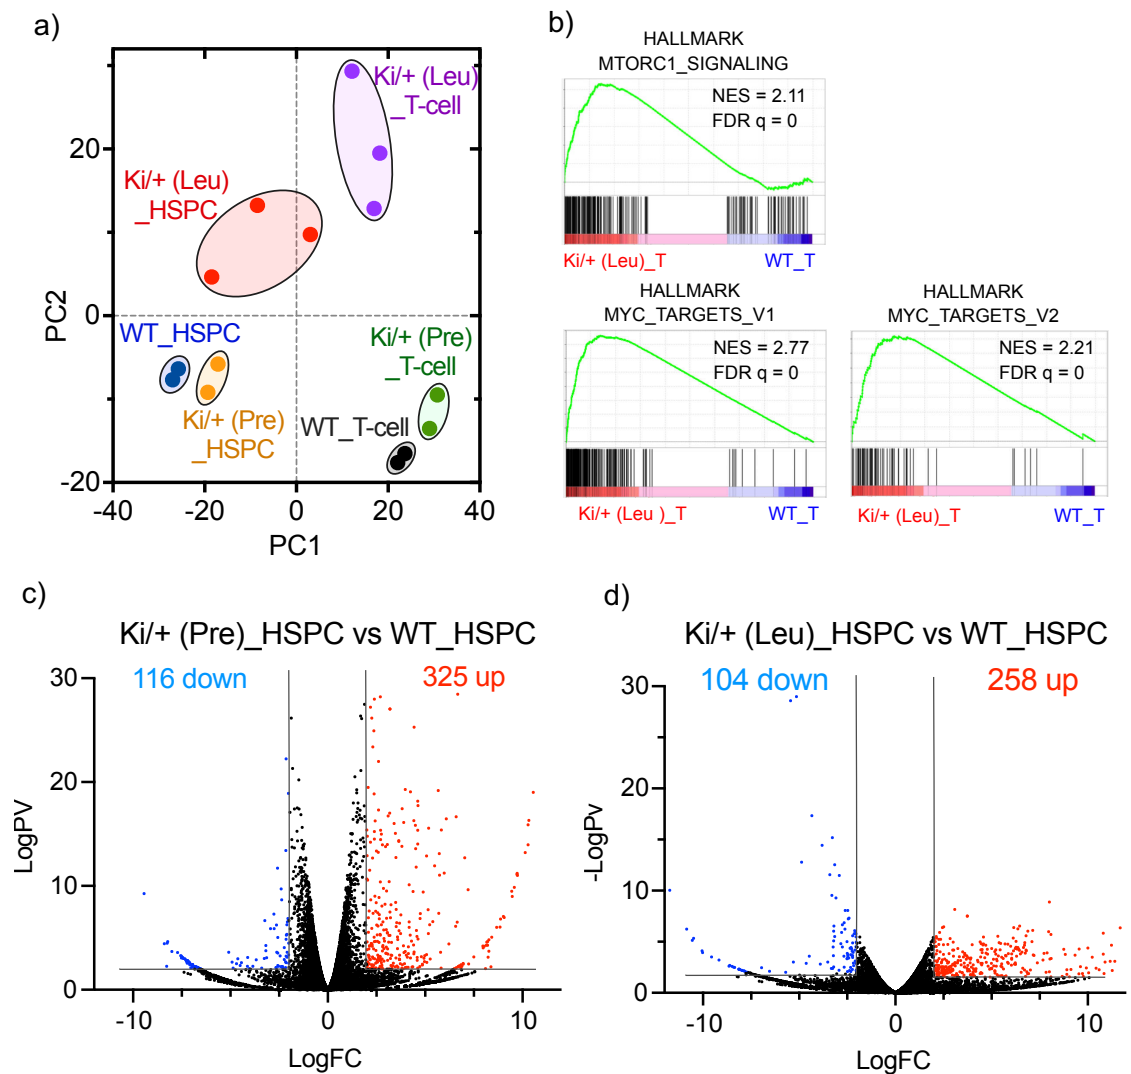 a)
Ki/+ (Leu)
_T-cell
Ki/+ (Leu)
_HSPC
WT_HSPC
Ki/+ (Pre)
_T-cell
Ki/+ (Pre)
_HSPC
WT_T-cell
20
0
-20
PC2
-40
-20
0
20
40
PC1
b)
HALLMARK
MTORC1_SIGNALING
NES = 2.11
FDR q = 0
Ki/+ (Leu)_T
WT_T
HALLMARK
MYC_TARGETS_V1
NES = 2.77
FDR q = 0
Ki/+ (Leu )_T
WT_T
HALLMARK
MYC_TARGETS_V2
NES = 2.21
FDR q = 0
Ki/+ (Leu)_T
WT_T
c)
Ki/+ (Pre)_HSPC vs WT_HSPC
116 down
325 up
30
20
10
0
LogPV
-10
0
10
LogFC
d)
Ki/+ (Leu)_HSPC vs WT_HSPC
104 down
258 up
30
20
10
0
-LogPv
-10
0
10
LogFC